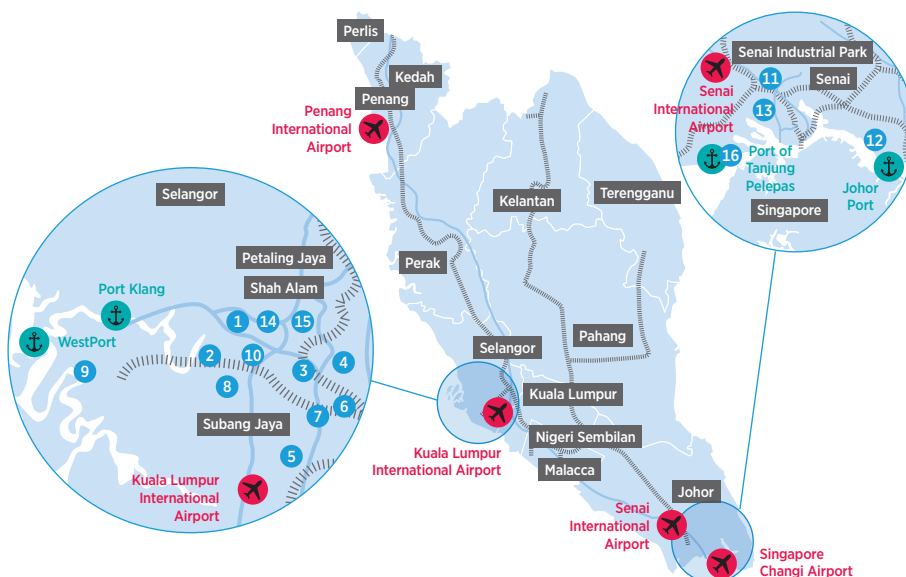 Perlis
Kedah
Penang
Penang
International
Airport
Kelantan
Terengganu
Perak
Pahang
Selangor
Kuala Lumpur
Kuala Lumpur
International Airport
Nigeri Sembilan
Malacca
Johor
Senai
International
Airport
Singapore
Changi Airport
Selangor
Petaling Jaya
Shah Alam
Port Klang
WestPort
1
14
15
2
10
3
4
9
8
7
6
Subang Jaya
5
Kuala Lumpur
International
Airport
Senai Industrial Park
11
Senai
Senai
International
Airport
13
12
16
Port of
Tanjung
Pelepas
Johor
Port
Singapore